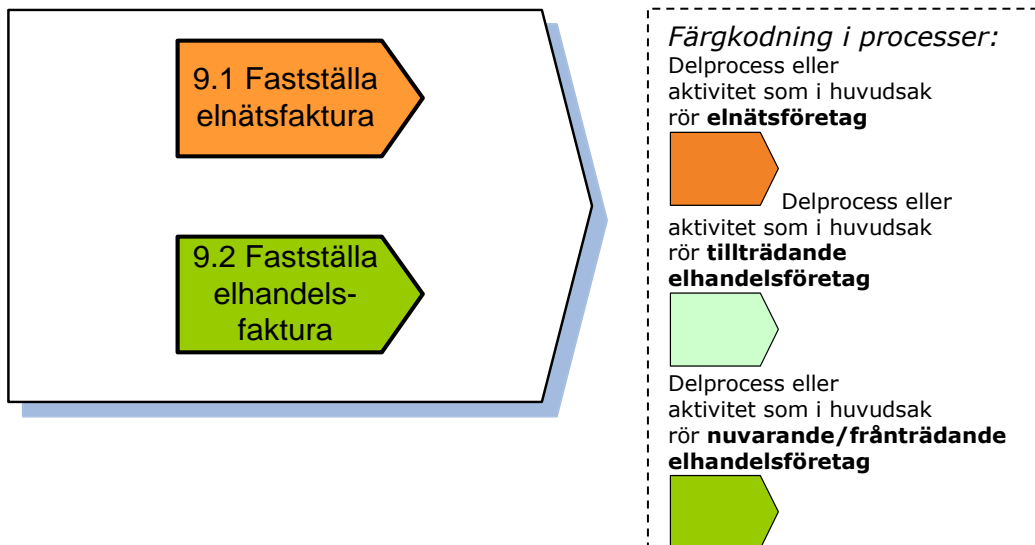 9.1 Fastställa
elnätsfaktura
9.2 Fastställa
elhandels-
faktura
Färgkodning i processer:
Delprocess eller
aktivitet som i huvudsak
rör elnätsföretag
Delprocess eller
aktivitet som i huvudsak
rör tillträdande
elhandelsföretag
Delprocess eller
aktivitet som i huvudsak
rör nuvarande/frånträdande
elhandelsföretag